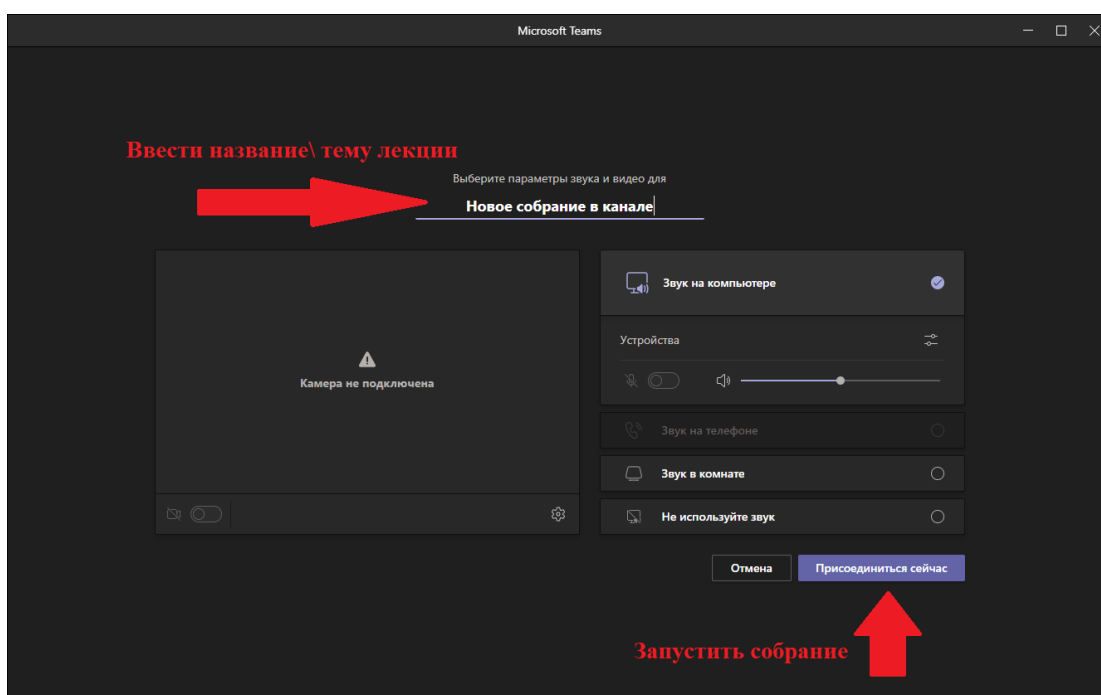 Microsoft Teams
Ввести название\ тему лекции
Выберите параметры звука и видео для
Новое собрание в канале
Звук на компьютере
Устройства
Камера не подключена
Звук на телефоне
Звук в комнате
Не используйте звук
Отмена
Присоединиться сейчас
Запустить собрание